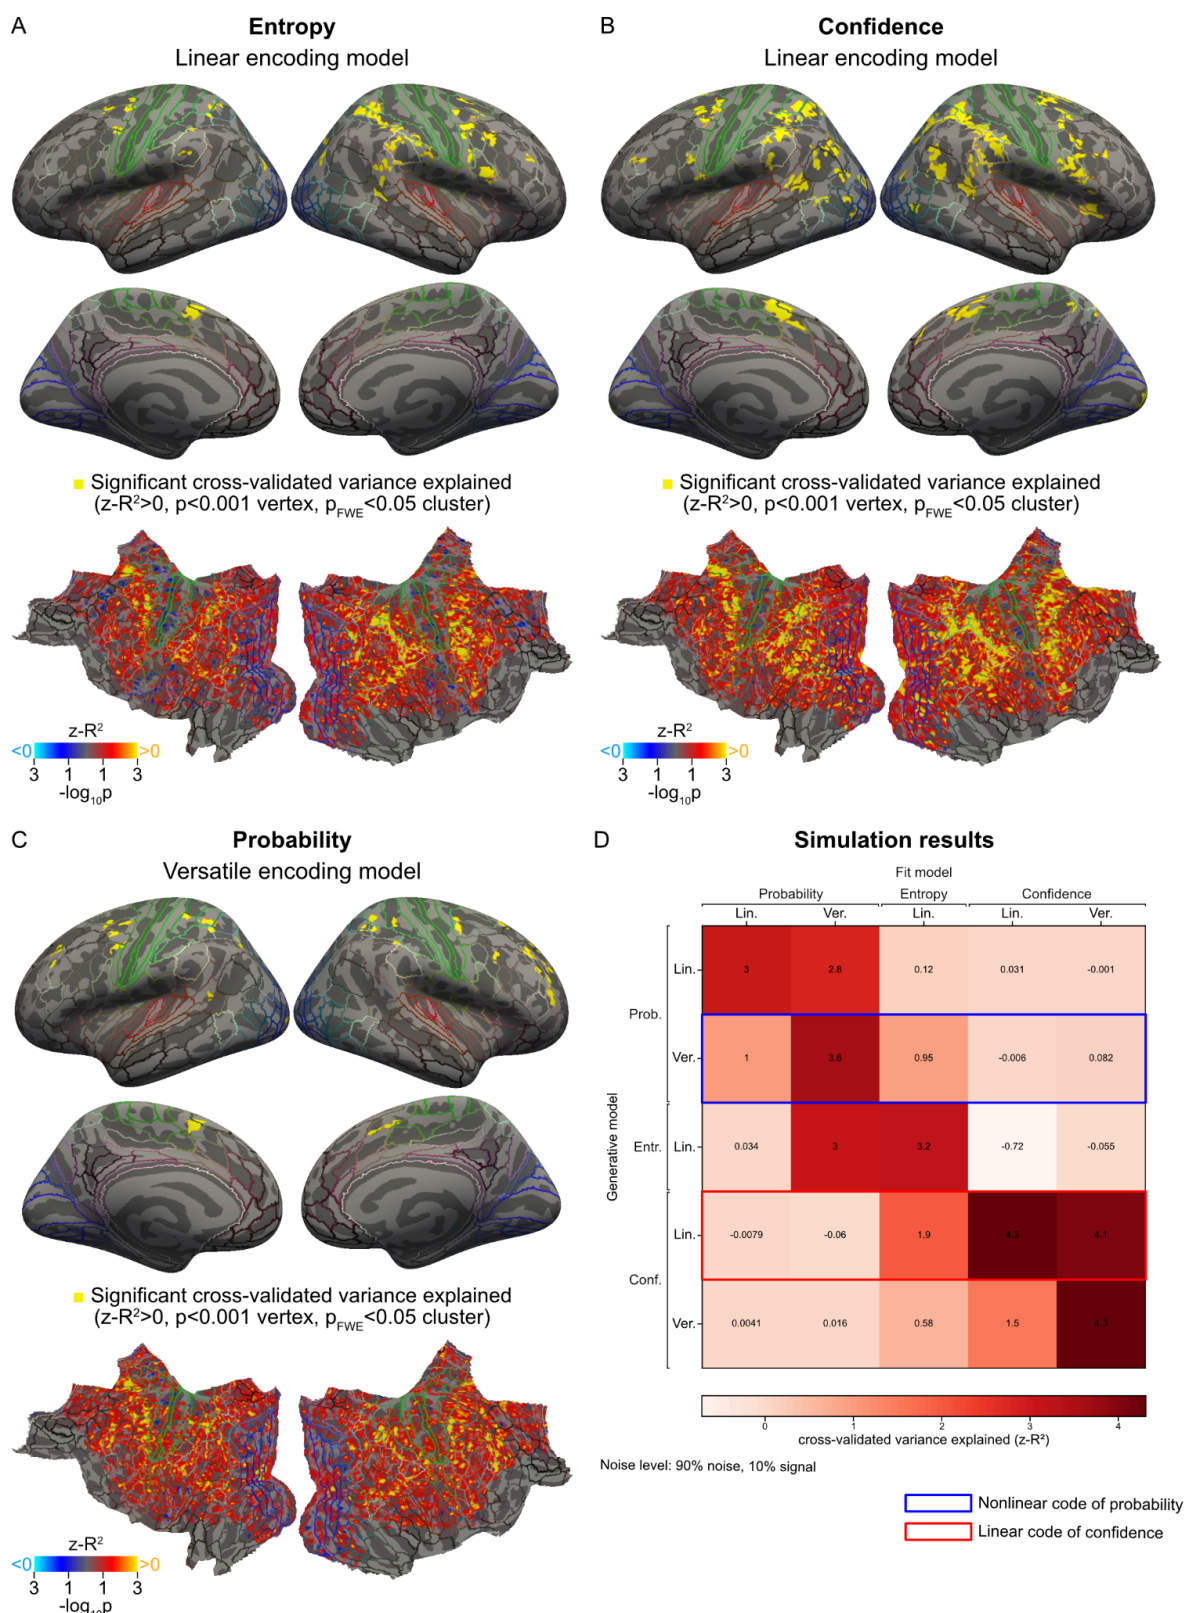 A
Entropy
Linear encoding model
Significant cross-validated variance explained
(z-R²>0, p<0.001 vertex, pFWE<0.05 cluster)
z-R²
<0 >0
3 1 1 3
-log10p
B
Confidence
Linear encoding model
Significant cross-validated variance explained
(z-R²>0, p<0.001 vertex, pFWE<0.05 cluster)
z-R²
<0 >0
3 1 1 3
-log10p
C
Probability
Versatile encoding model
Significant cross-validated variance explained
(z-R²>0, p<0.001 vertex, pFWE<0.05 cluster)
z-R²
<0 >0
3 1 1 3
-log10p
D
Simulation results
Fit model
Probability Entropy Confidence
Lin. Ver. Lin. Lin. Ver.
Generative model
Prob.
Lin. 3 2.8 0.12 0.031 -0.001
Ver. 1 3.6 0.95 -0.006 0.082
Entr.
Lin. 0.034 3 3.2 -0.72 -0.055
Conf.
Lin. -0.0079 -0.06 1.9 4.3 4.1
Ver. 0.0041 0.016 0.58 1.5 4.3
0 1 2 3 4
cross-validated variance explained (z-R²)
Noise level: 90% noise, 10% signal
Nonlinear code of probability
Linear code of confidence